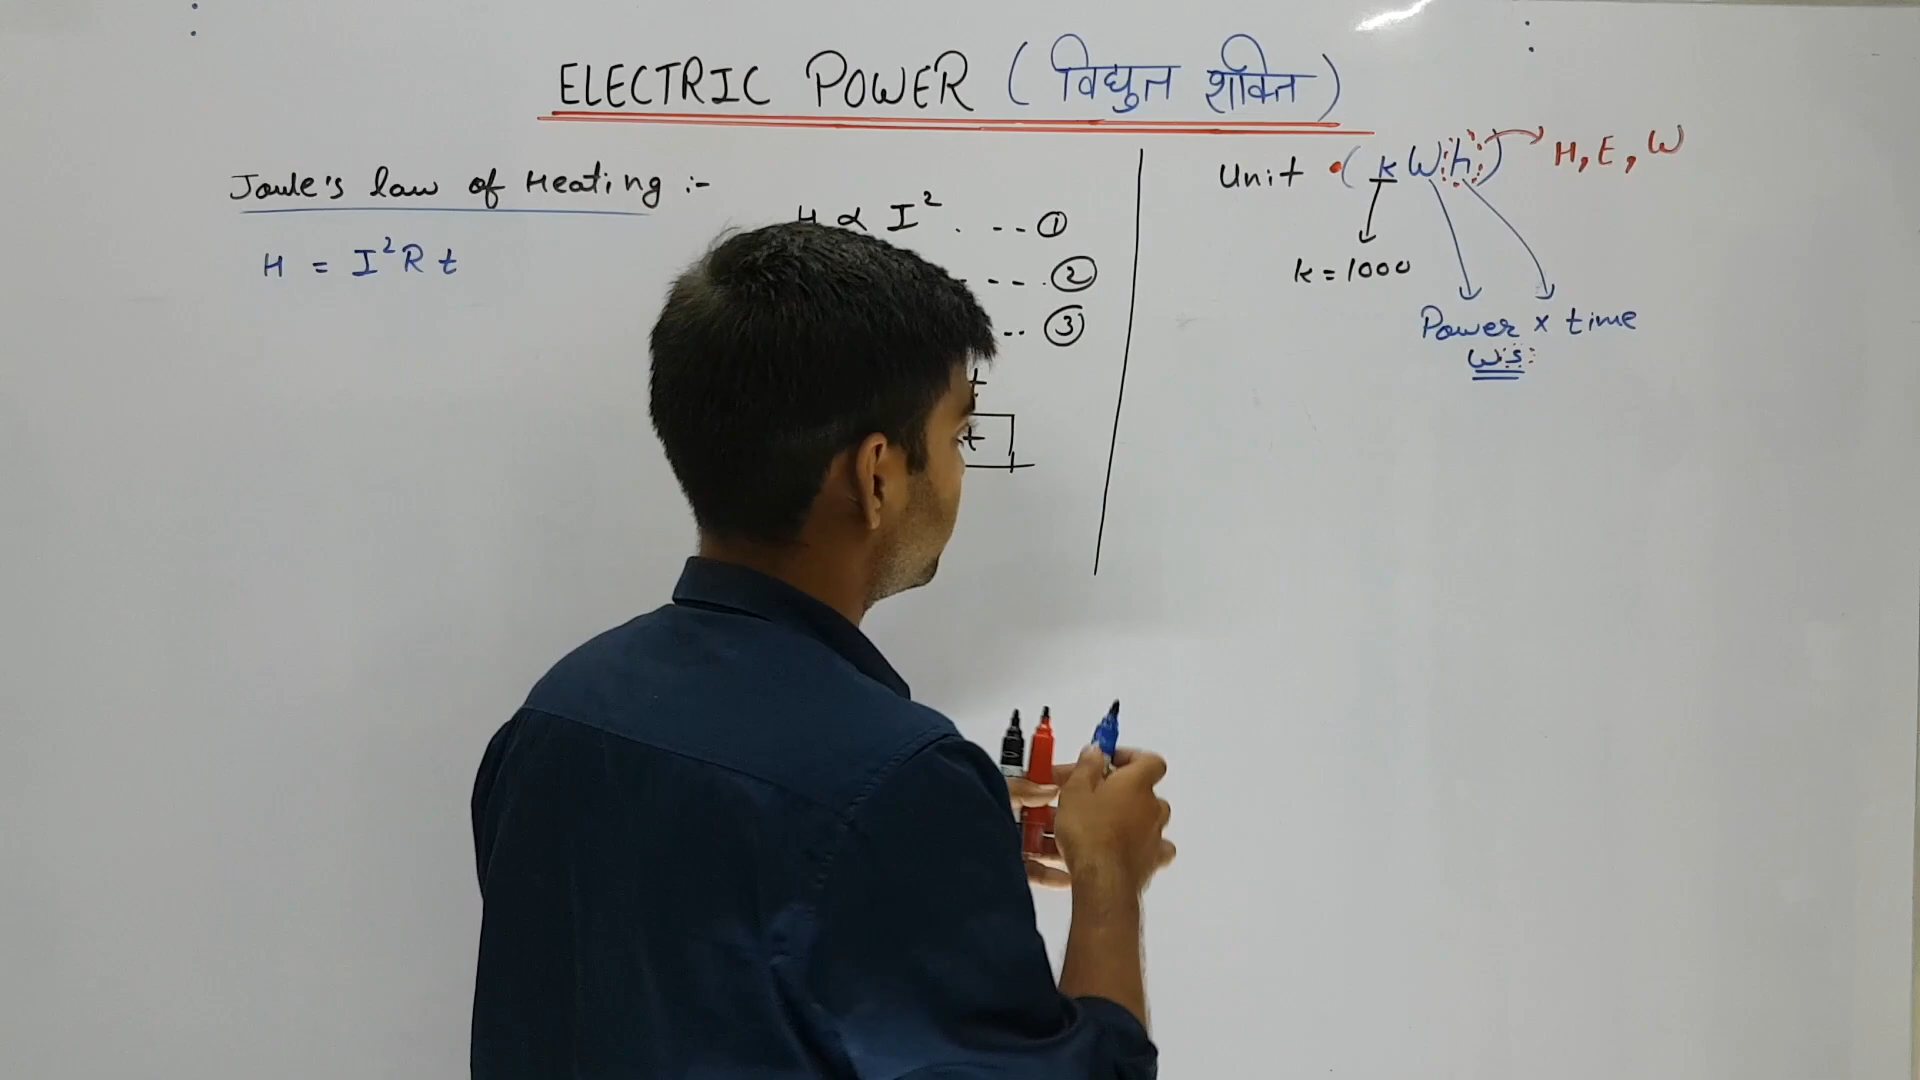 ELECTRIC POWER ( विद्युत शक्ति )
Joule's law of Heating :-
H = I²Rt
H ∝ I² . --- ①
- - - . ②
.. ③
t
t
Unit (kWh) H, E, W
k = 1000
Power x time
W.s